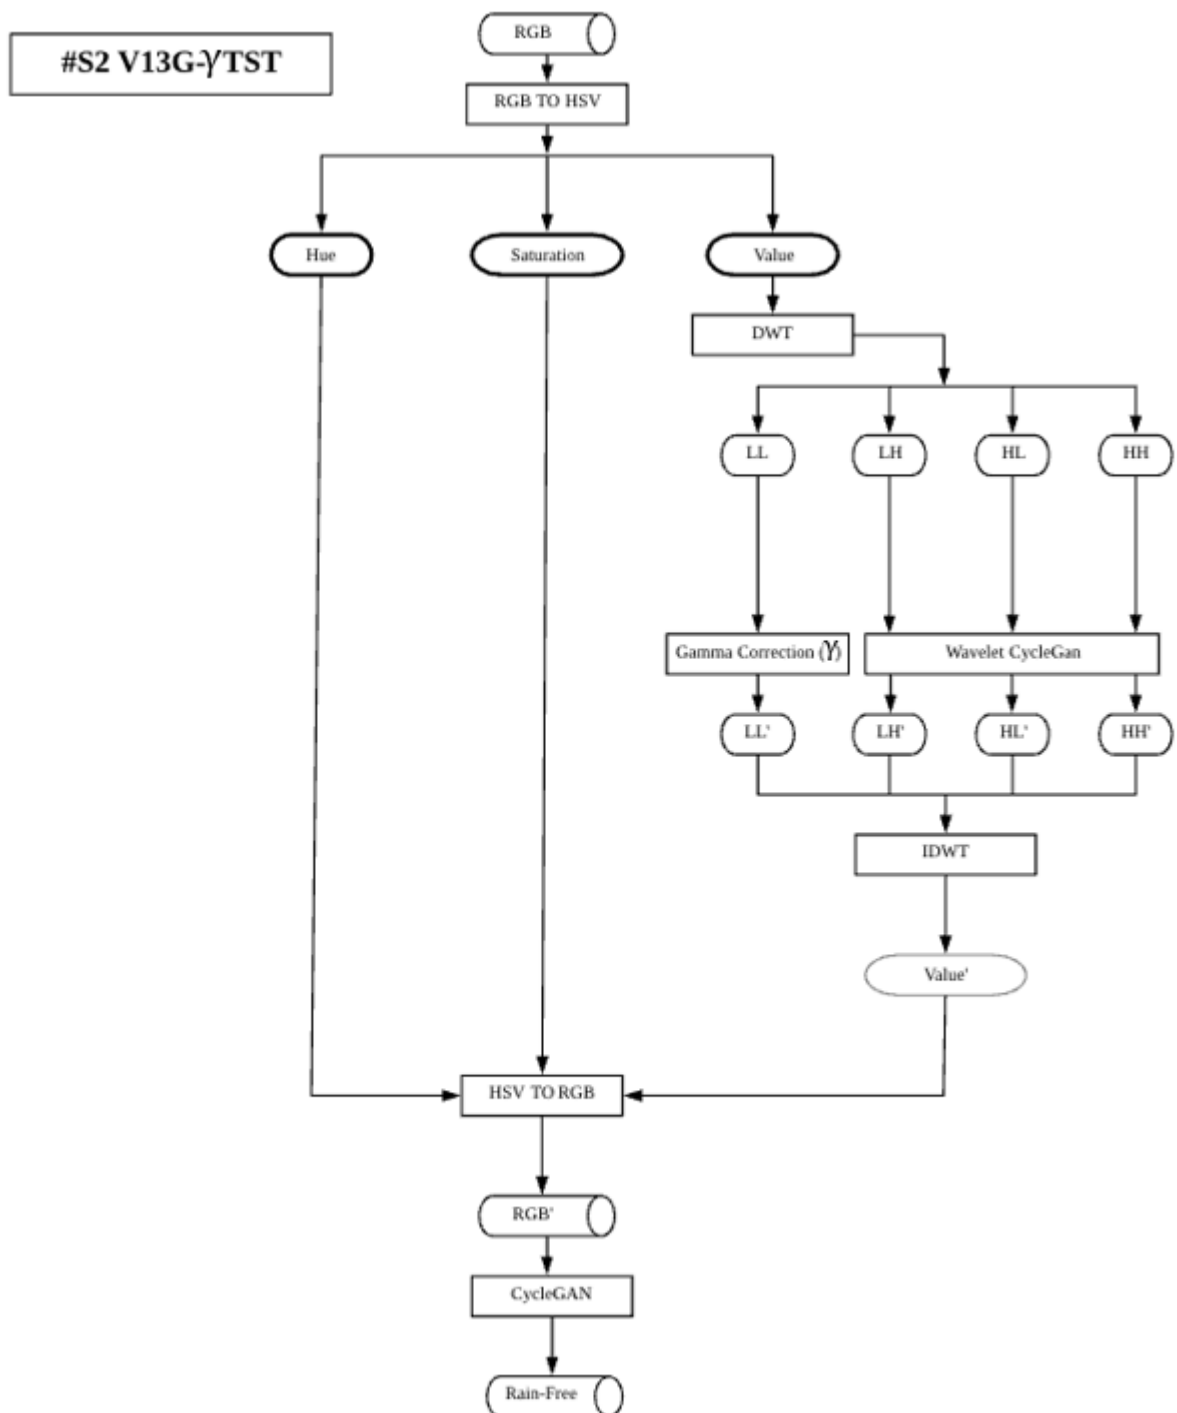 RGB
#S2 V13G-γTST
RGB TO HSV
Hue
Saturation
Value
DWT
LL
LH
HL
HH
Gamma Correction (γ)
Wavelet CycleGan
LL'
LH'
HL'
HH'
IDWT
Value'
HSV TO RGB
RGB'
CycleGAN
Rain-Free